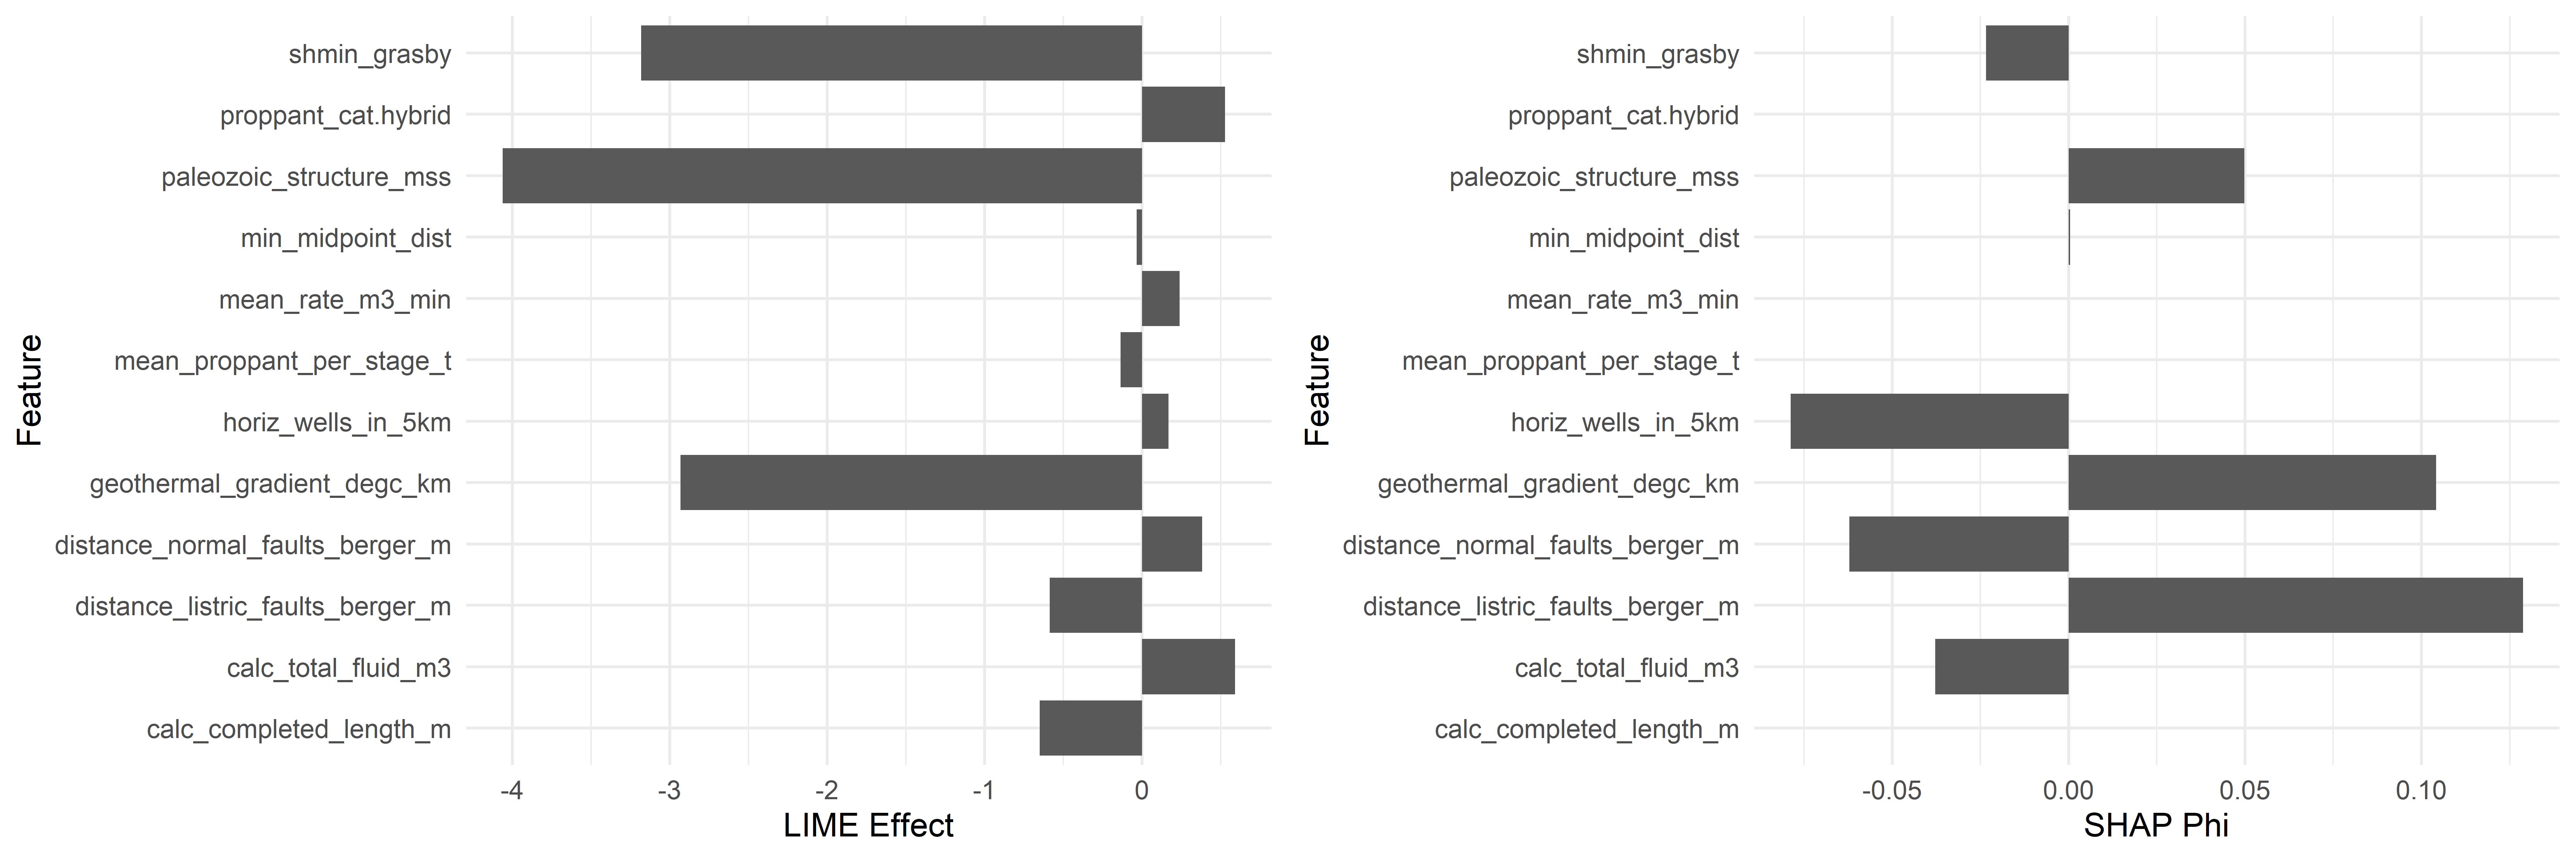 Feature
shmin_grasby
proppant_cat.hybrid
paleozoic_structure_mss
min_midpoint_dist
mean_rate_m3_min
mean_proppant_per_stage_t
horiz_wells_in_5km
geothermal_gradient_degc_km
distance_normal_faults_berger_m
distance_listric_faults_berger_m
calc_total_fluid_m3
calc_completed_length_m
-4 -3 -2 -1 0
LIME Effect
Feature
shmin_grasby
proppant_cat.hybrid
paleozoic_structure_mss
min_midpoint_dist
mean_rate_m3_min
mean_proppant_per_stage_t
horiz_wells_in_5km
geothermal_gradient_degc_km
distance_normal_faults_berger_m
distance_listric_faults_berger_m
calc_total_fluid_m3
calc_completed_length_m
-0.05 0.00 0.05 0.10
SHAP Phi